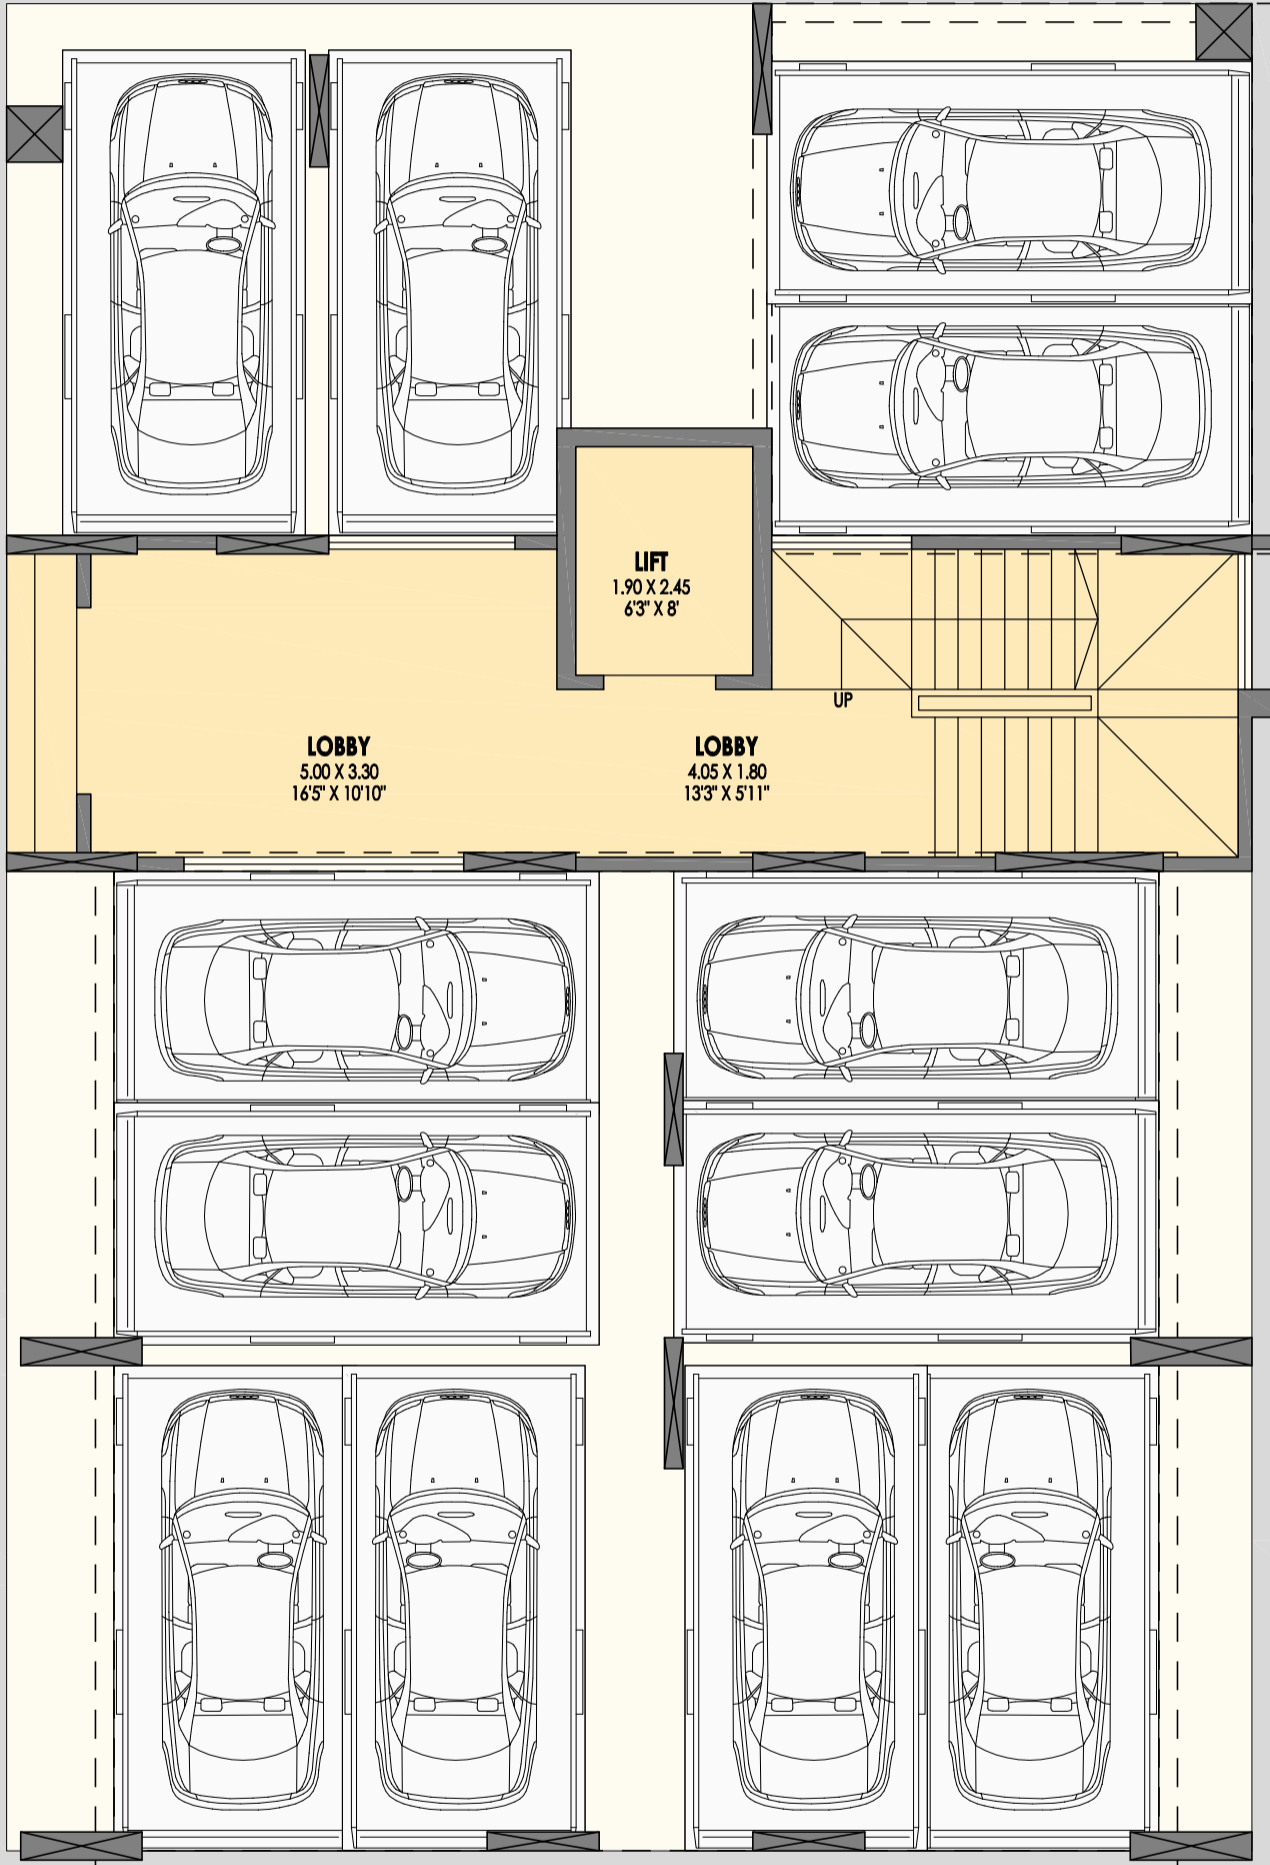 LIFT
1.90 X 2.45
6'3" X 8'
UP
LOBBY
5.00 X 3.30
16'5" X 10'10"
LOBBY
4.05 X 1.80
13'3" X 5'11"